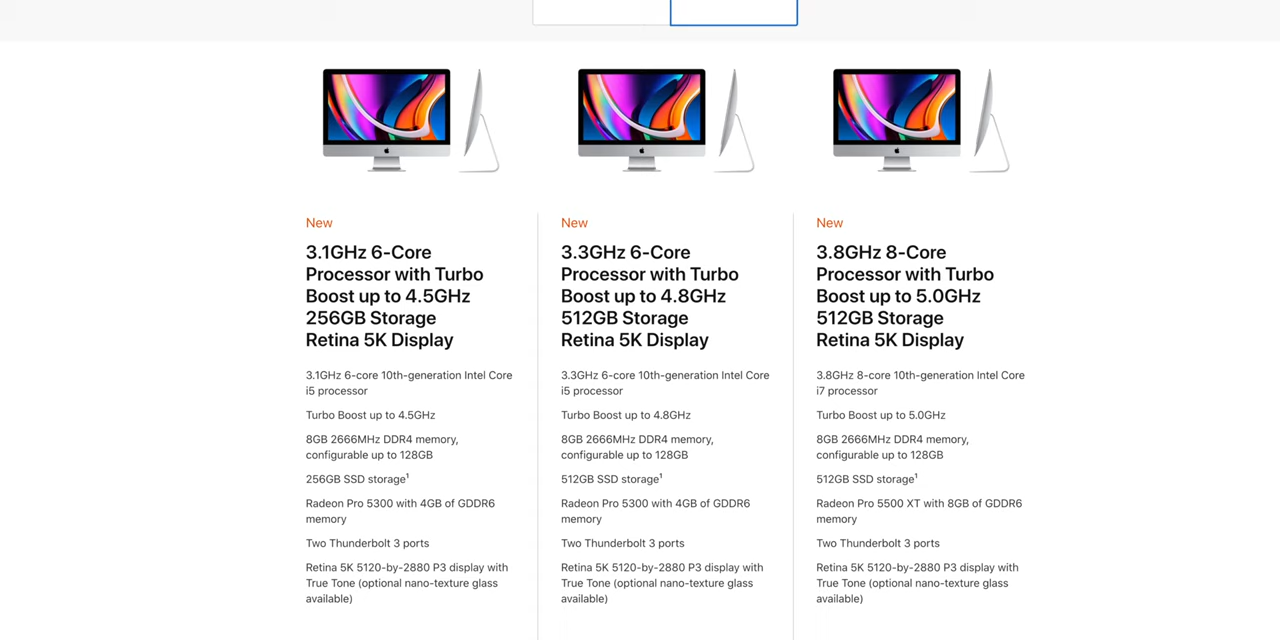 New
3.1GHz 6-Core
Processor with Turbo
Boost up to 4.5GHz
256GB Storage
Retina 5K Display
3.1GHz 6-core 10th-generation Intel Core
i5 processor
Turbo Boost up to 4.5GHz
8GB 2666MHz DDR4 memory,
configurable up to 128GB
256GB SSD storage¹
Radeon Pro 5300 with 4GB of GDDR6
memory
Two Thunderbolt 3 ports
Retina 5K 5120-by-2880 P3 display with
True Tone (optional nano-texture glass
available)
New
3.3GHz 6-Core
Processor with Turbo
Boost up to 4.8GHz
512GB Storage
Retina 5K Display
3.3GHz 6-core 10th-generation Intel Core
i5 processor
Turbo Boost up to 4.8GHz
8GB 2666MHz DDR4 memory,
configurable up to 128GB
512GB SSD storage¹
Radeon Pro 5300 with 4GB of GDDR6
memory
Two Thunderbolt 3 ports
Retina 5K 5120-by-2880 P3 display with
True Tone (optional nano-texture glass
available)
New
3.8GHz 8-Core
Processor with Turbo
Boost up to 5.0GHz
512GB Storage
Retina 5K Display
3.8GHz 8-core 10th-generation Intel Core
i7 processor
Turbo Boost up to 5.0GHz
8GB 2666MHz DDR4 memory,
configurable up to 128GB
512GB SSD storage¹
Radeon Pro 5500 XT with 8GB of GDDR6
memory
Two Thunderbolt 3 ports
Retina 5K 5120-by-2880 P3 display with
True Tone (optional nano-texture glass
available)